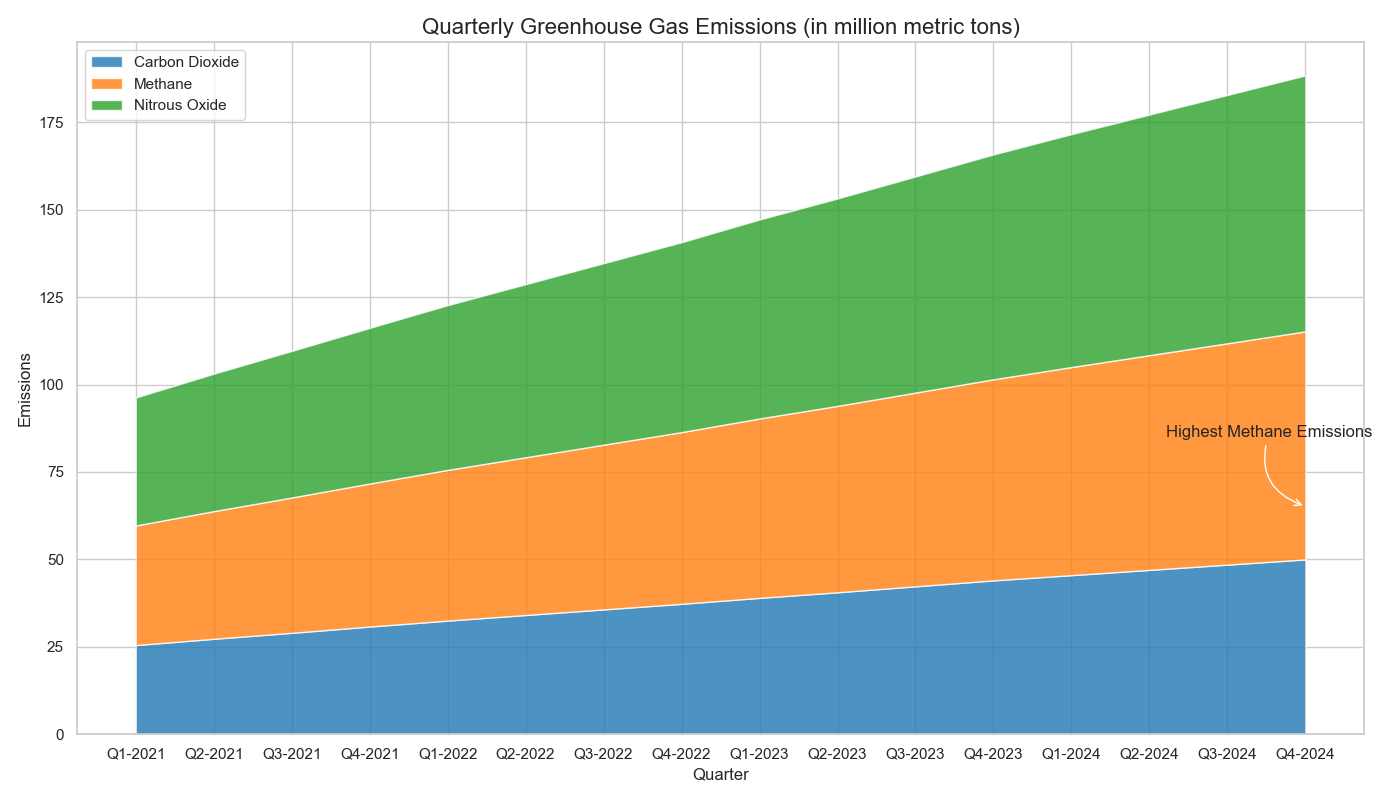 Quarterly Greenhouse Gas Emissions (in million metric tons)
Carbon Dioxide
Methane
Nitrous Oxide
175
150
125
100
75
50
25
0
Emissions
Highest Methane Emissions
Q1-2021 Q2-2021 Q3-2021 Q4-2021 Q1-2022 Q2-2022 Q3-2022 Q4-2022 Q1-2023 Q2-2023 Q3-2023 Q4-2023 Q1-2024 Q2-2024 Q3-2024 Q4-2024
Quarter